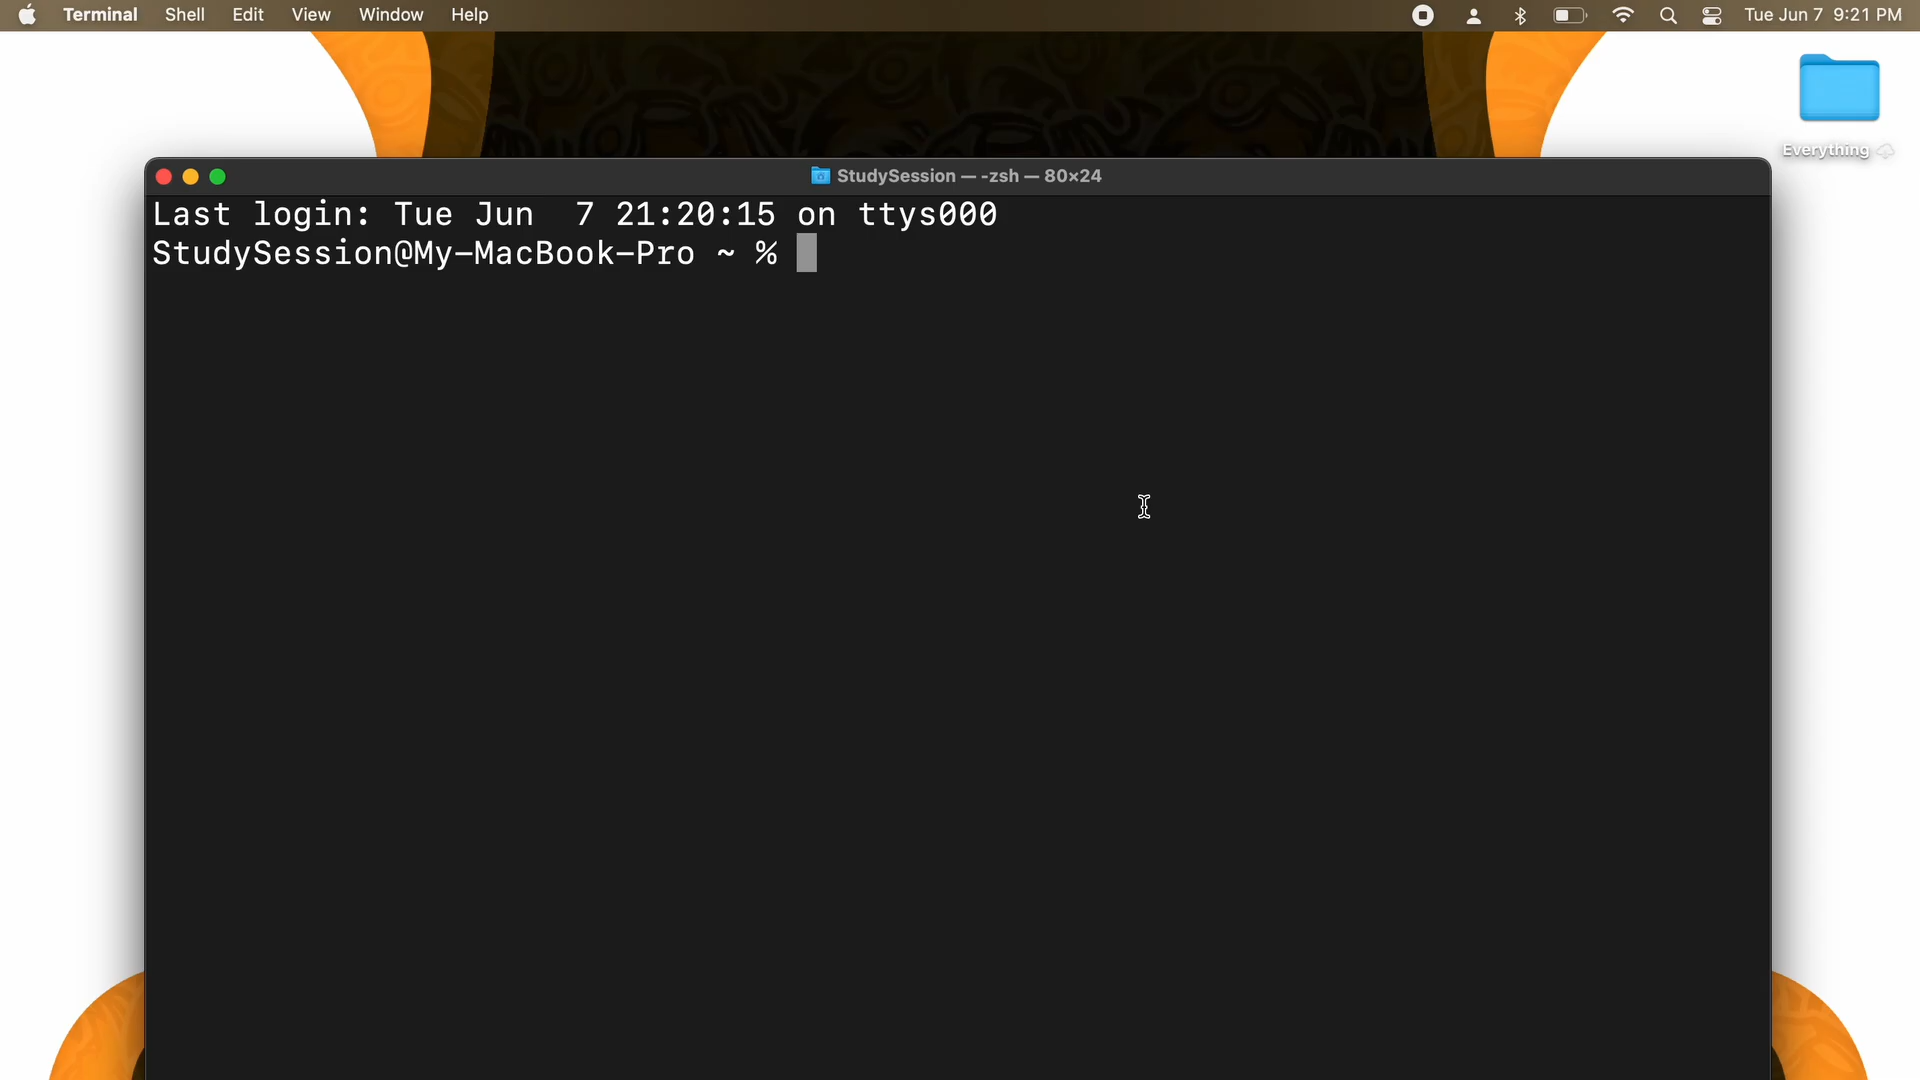 Terminal Shell Edit View Window Help Tue Jun 7 9:21 PM
Everything
StudySession — -zsh — 80×24
Last login: Tue Jun  7 21:20:15 on ttys000
StudySession@My-MacBook-Pro ~ %